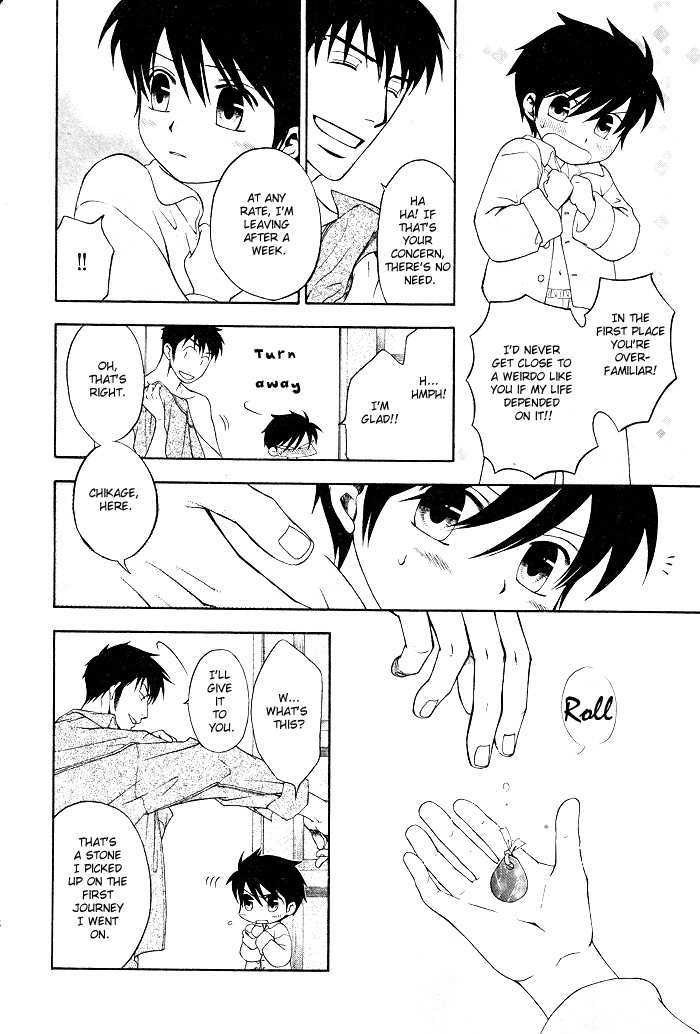 IN THE
FIRST PLACE
YOU'RE
OVER-
FAMILIAR!
I'D NEVER
GET CLOSE TO
A WEIRDO LIKE
YOU IF MY LIFE
DEPENDED
ON IT!!
HA
HA! IF
THAT'S
YOUR
CONCERN,
THERE'S NO
NEED.
AT ANY
RATE, I'M
LEAVING
AFTER A
WEEK.
!!
H...
HMPH!
I'M
GLAD!!
Turn
away
OH,
THAT'S
RIGHT.
CHIKAGE,
HERE.
Roll
W...
WHAT'S
THIS?
I'LL
GIVE
IT
TO
YOU.
THAT'S
A STONE
I PICKED
UP ON THE
FIRST
JOURNEY
I WENT
ON.